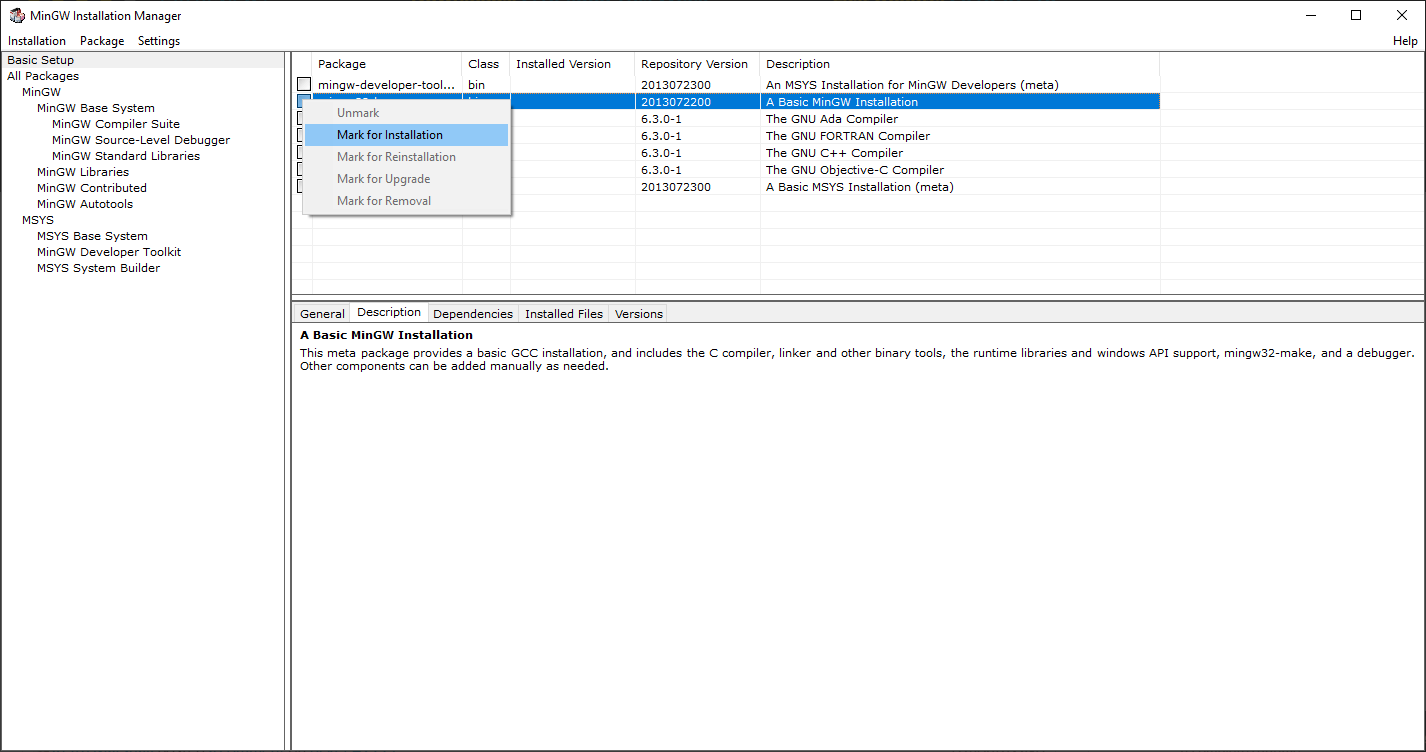 MinGW Installation Manager
Installation Package Settings Help
Basic Setup
All Packages
MinGW
MinGW Base System
MinGW Compiler Suite
MinGW Source-Level Debugger
MinGW Standard Libraries
MinGW Libraries
MinGW Contributed
MinGW Autotools
MSYS
MSYS Base System
MinGW Developer Toolkit
MSYS System Builder
Package Class Installed Version Repository Version Description
mingw-developer-tool... bin 2013072300 An MSYS Installation for MinGW Developers (meta)
2013072200 A Basic MinGW Installation
6.3.0-1 The GNU Ada Compiler
6.3.0-1 The GNU FORTRAN Compiler
6.3.0-1 The GNU C++ Compiler
6.3.0-1 The GNU Objective-C Compiler
2013072300 A Basic MSYS Installation (meta)
Unmark
Mark for Installation
Mark for Reinstallation
Mark for Upgrade
Mark for Removal
General Description Dependencies Installed Files Versions
A Basic MinGW Installation
This meta package provides a basic GCC installation, and includes the C compiler, linker and other binary tools, the runtime libraries and windows API support, mingw32-make, and a debugger.
Other components can be added manually as needed.